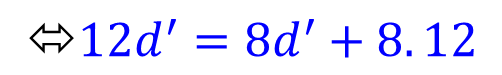 ⇔12d′ = 8d′ + 8.12